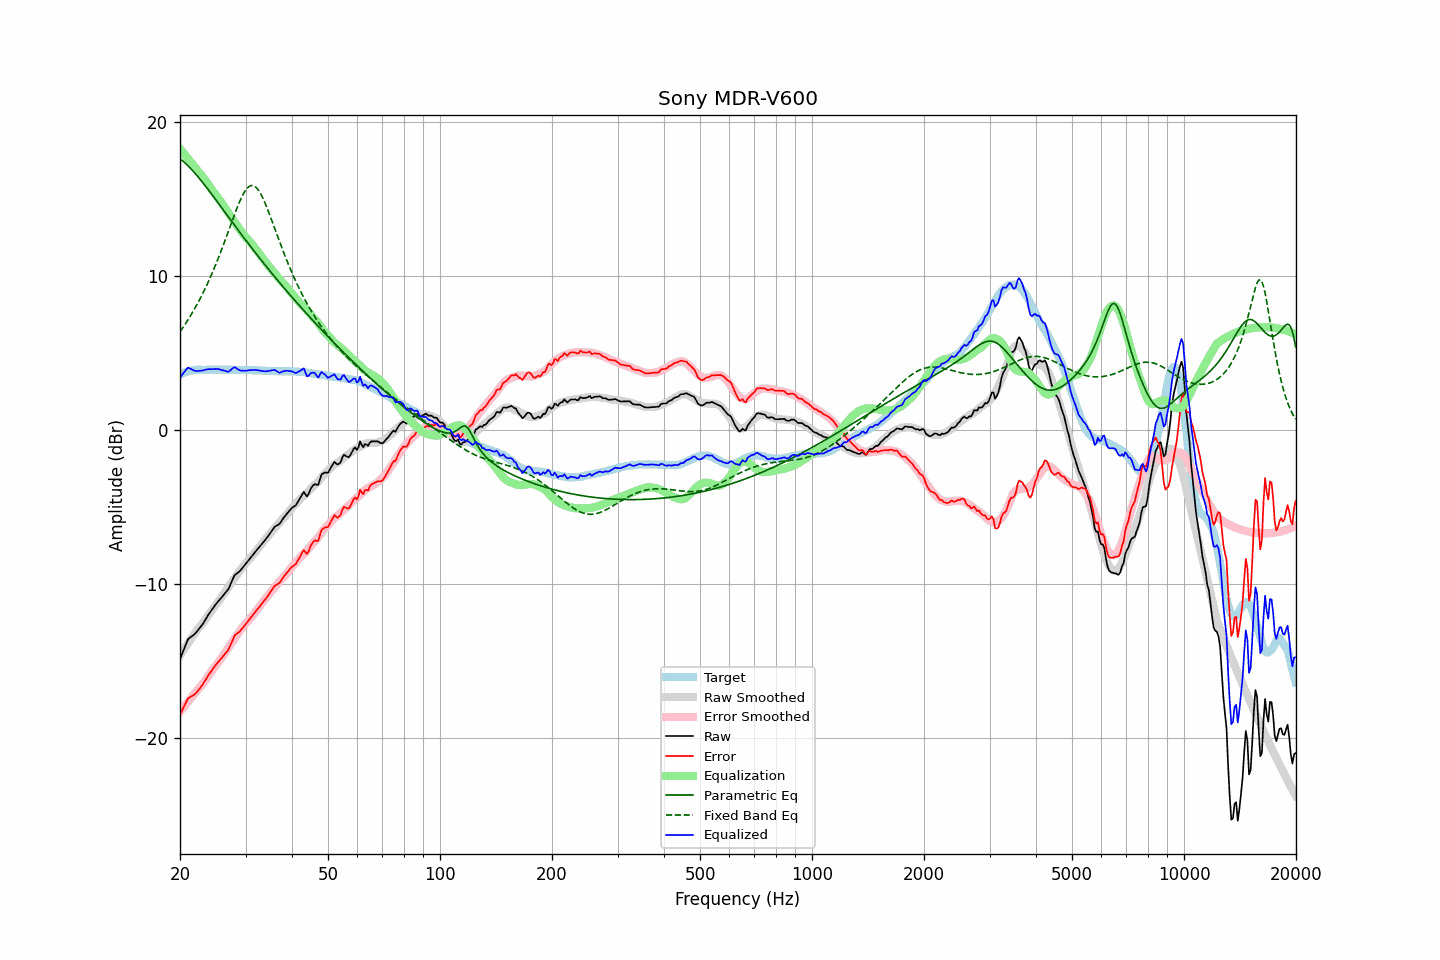 Sony MDR-V600
Amplitude (dBr)
20
10
0
−10
−20
Target
Raw Smoothed
Error Smoothed
Raw
Error
Equalization
Parametric Eq
Fixed Band Eq
Equalized
20 50 100 200 500 1000 2000 5000 10000 20000
Frequency (Hz)